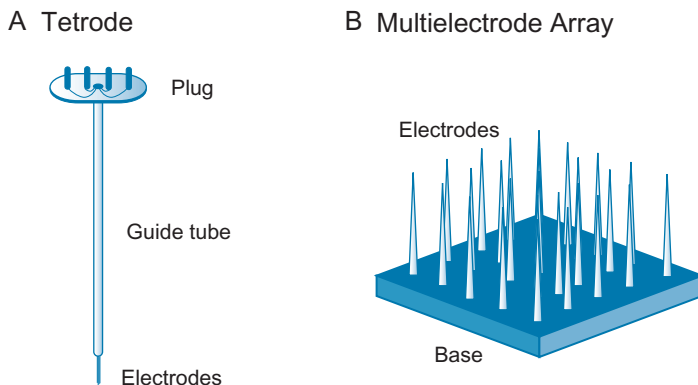 A Tetrode
Plug
Guide tube
Electrodes
B Multielectrode Array
Electrodes
Base